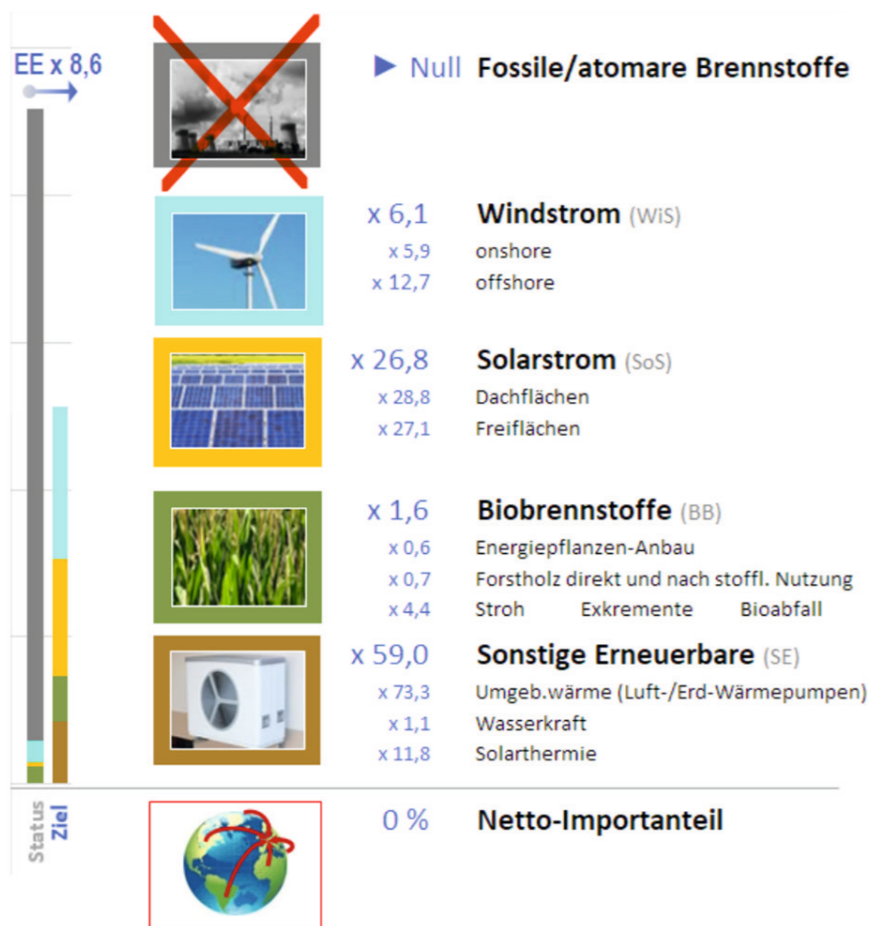 EE x 8,6
► Null Fossile/atomare Brennstoffe
x 6,1 Windstrom (WiS)
x 5,9 onshore
x 12,7 offshore
x 26,8 Solarstrom (SoS)
x 28,8 Dachflächen
x 27,1 Freiflächen
x 1,6 Biobrennstoffe (BB)
x 0,6 Energiepflanzen-Anbau
x 0,7 Forstholz direkt und nach stoffl. Nutzung
x 4,4 Stroh Exkremente Bioabfall
x 59,0 Sonstige Erneuerbare (SE)
x 73,3 Umgeb.wärme (Luft-/Erd-Wärmepumpen)
x 1,1 Wasserkraft
x 11,8 Solarthermie
Status
Ziel
0 % Netto-Importanteil